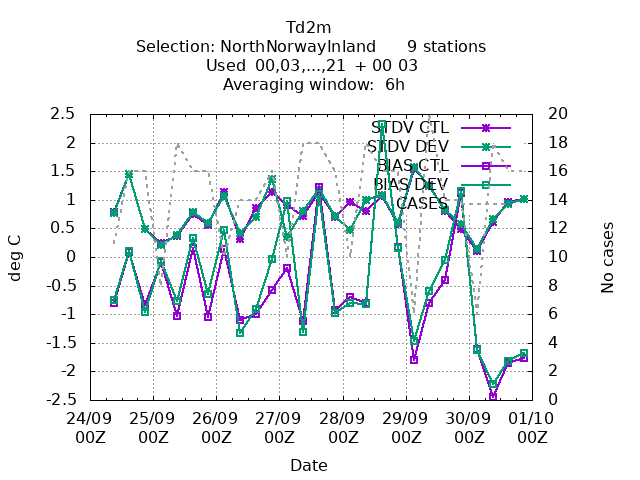 Td2m
Selection: NorthNorwayInland 9 stations
Used 00,03,...,21 + 00 03
Averaging window: 6h
STDV CTL
STDV DEV
BIAS CTL
BIAS DEV
CASES
deg C
2.5
2
1.5
1
0.5
0
-0.5
-1
-1.5
-2
-2.5
No cases
20
18
16
14
12
10
8
6
4
2
0
24/09 25/09 26/09 27/09 28/09 29/09 30/09 01/10
00Z 00Z 00Z 00Z 00Z 00Z 00Z 00Z
Date